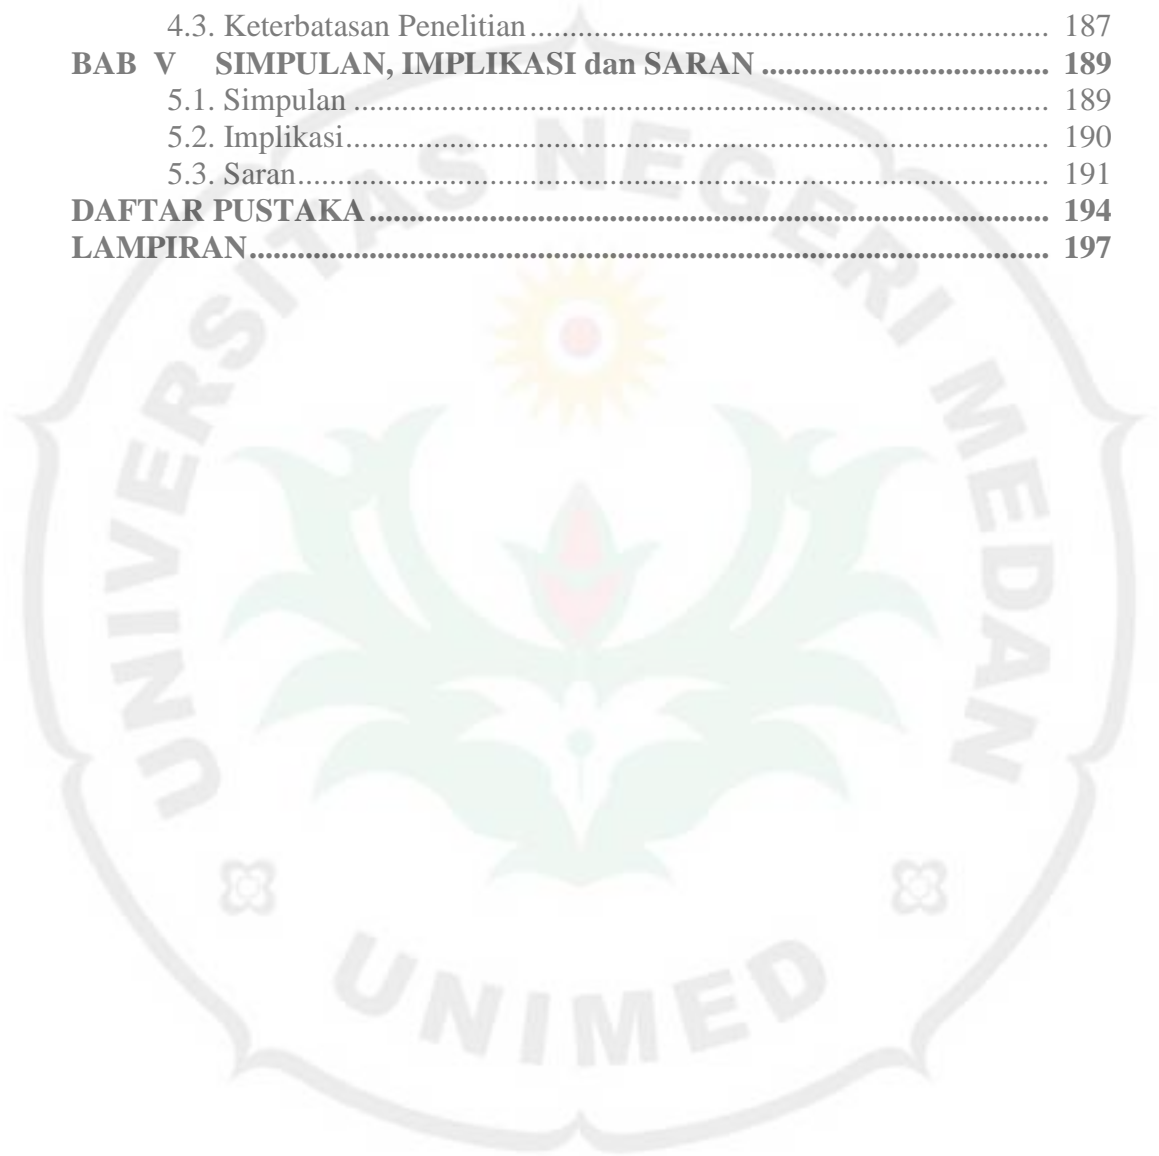 4.3. Keterbatasan Penelitian .......................................................................... 187
BAB V SIMPULAN, IMPLIKASI dan SARAN .................................... 189
5.1. Simpulan ......................................................................................... 189
5.2. Implikasi.......................................................................................... 190
5.3. Saran................................................................................................ 191
DAFTAR PUSTAKA ...................................................................................... 194
LAMPIRAN..................................................................................................... 197
UNIVERSITAS NEGERI MEDAN
UNIMED